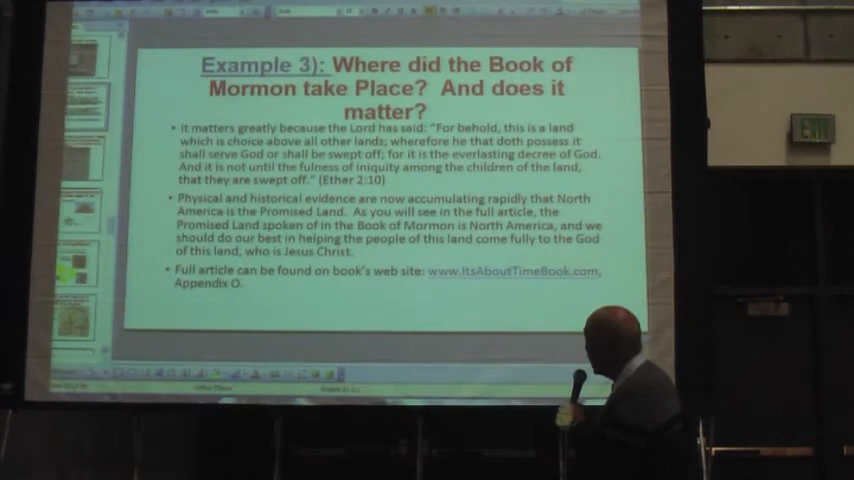 Example 3): Where did the Book of
Mormon take Place? And does it
matter?
• It matters greatly because the Lord has said: "For behold, this is a land
which is choice above all other lands; wherefore he that doth possess it
shall serve God or shall be swept off; for it is the everlasting decree of God.
And it is not until the fulness of iniquity among the children of the land,
that they are swept off." (Ether 2:10)
• Physical and historical evidence are now accumulating rapidly that North
America is the Promised Land. As you will see in the full article, the
Promised Land spoken of in the Book of Mormon is North America, and we
should do our best in helping the people of this land come fully to the God
of this land, who is Jesus Christ.
• Full article can be found on book's web site: www.ItsAboutTimeBook.com,
Appendix O.
EXIT